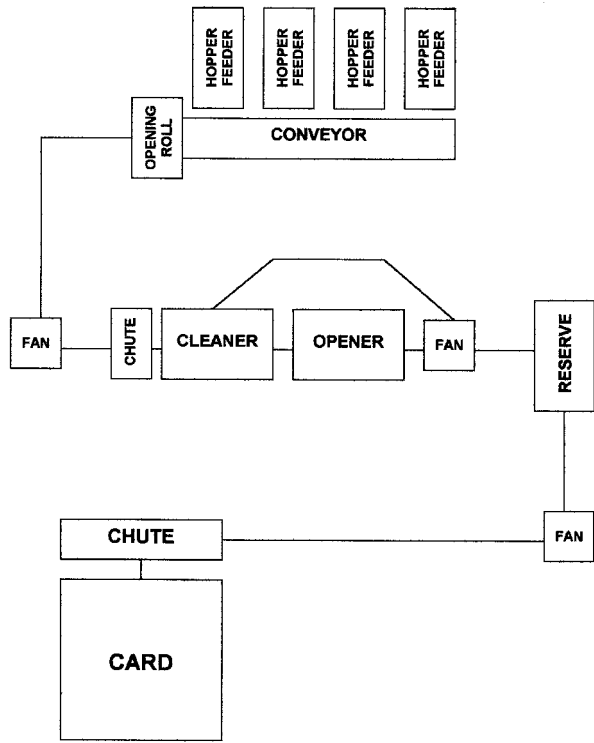 HOPPER
FEEDER
HOPPER
FEEDER
HOPPER
FEEDER
HOPPER
FEEDER
OPENING
ROLL
CONVEYOR
FAN
CHUTE
CLEANER
OPENER
FAN
RESERVE
CHUTE
FAN
CARD